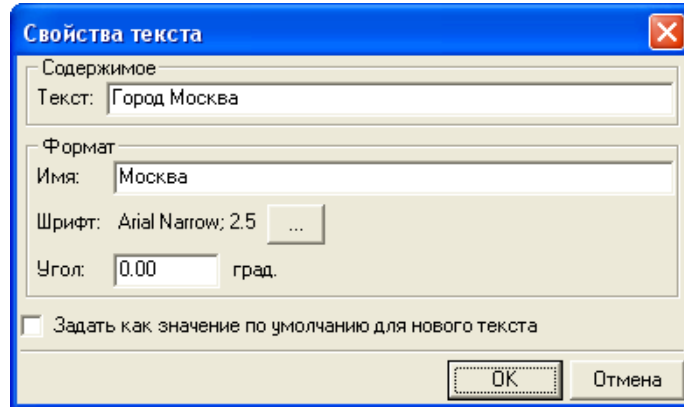 Свойства текста
Содержимое
Текст: Город Москва
Формат
Имя: Москва
Шрифт: Arial Narrow; 2.5 ...
Угол: 0.00 град.
Задать как значение по умолчанию для нового текста
OK Отмена